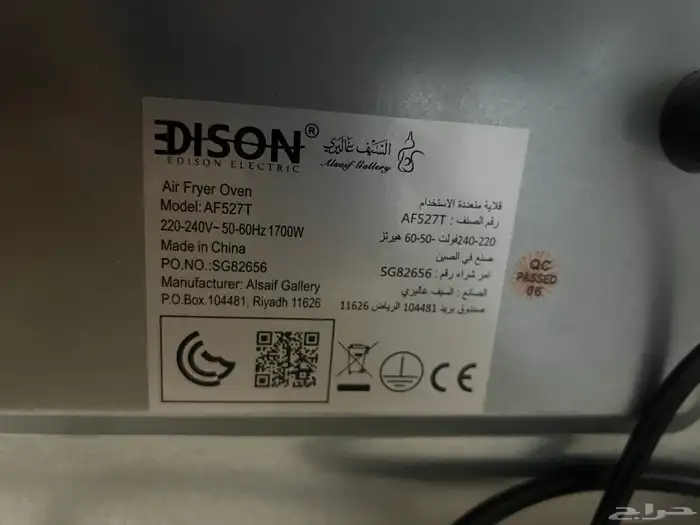 EDISON®
EDISON ELECTRIC
السيف غاليري
Alsaif Gallery
Air Fryer Oven
Model: AF527T
220-240V~ 50-60Hz 1700W
Made in China
PO.NO.:SG82656
Manufacturer: Alsaif Gallery
P.O.Box.104481, Riyadh 11626
قلاية متعددة الاستخدام
رقم الصنف : AF527T
220-240فولت -50-60 هيرتز
صنع في الصين
امر شراء رقم : SG82656
الصانع : السيف غاليري
صندوق بريد 104481 الرياض 11626
CE
QC
PASSED
06
حراج